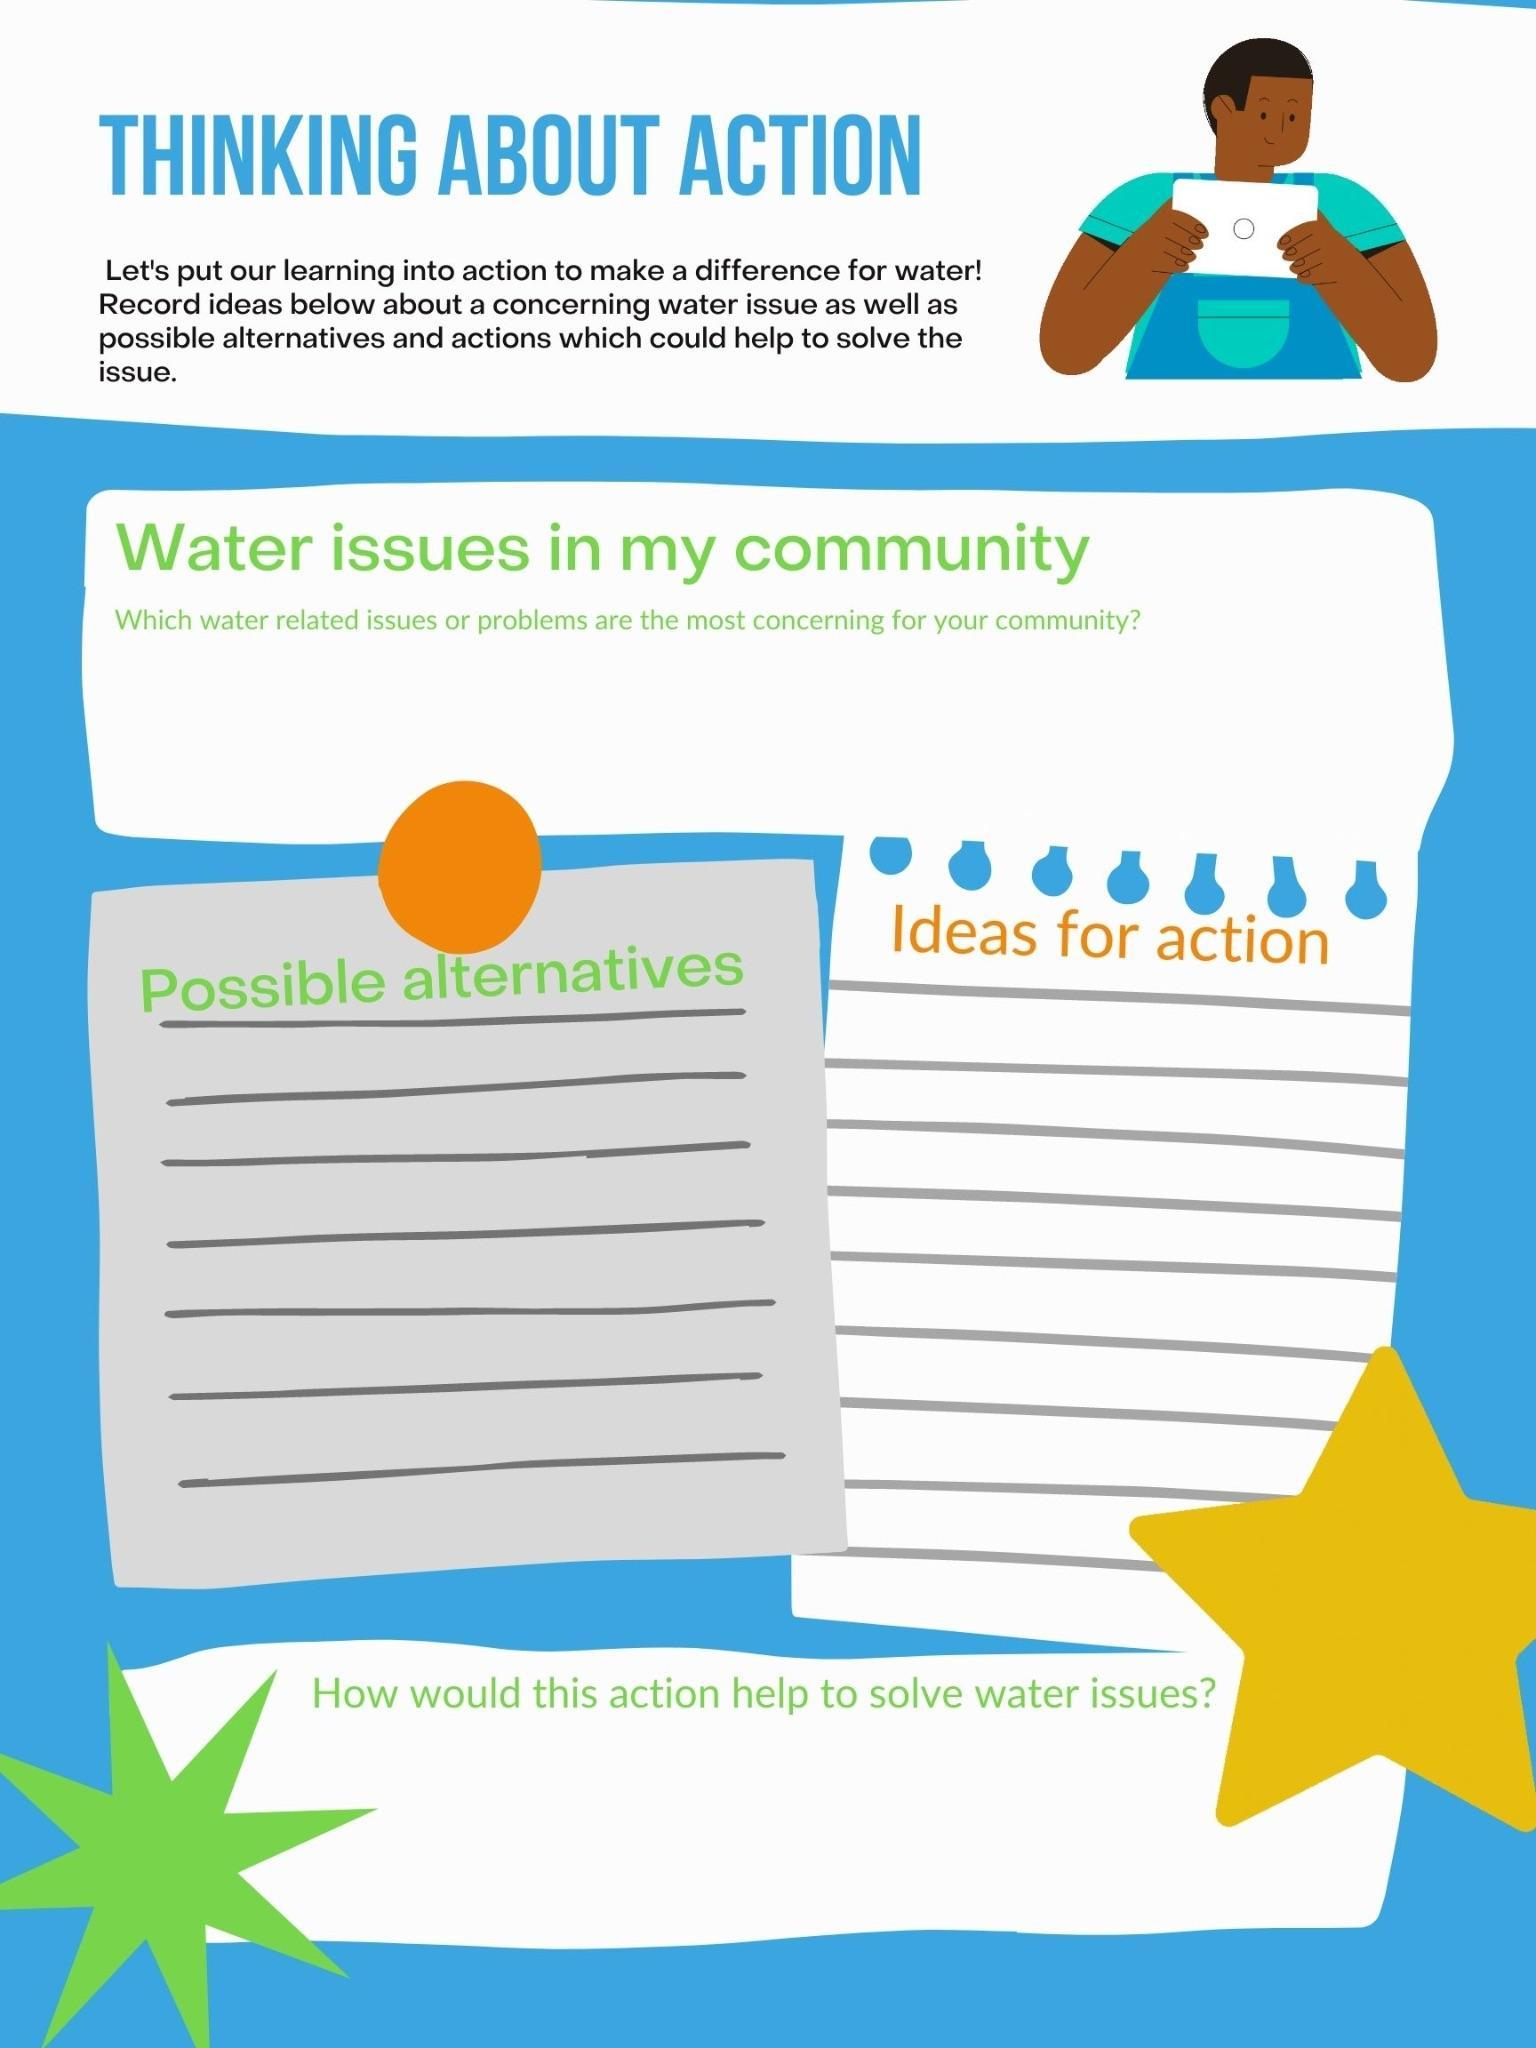 THINKING ABOUT ACTION
Let's put our learning into action to make a difference for water!
Record ideas below about a concerning water issue as well as
possible alternatives and actions which could help to solve the
issue.
Water issues in my community
Which water related issues or problems are the most concerning for your community?
Possible alternatives
Ideas for action
How would this action help to solve water issues?